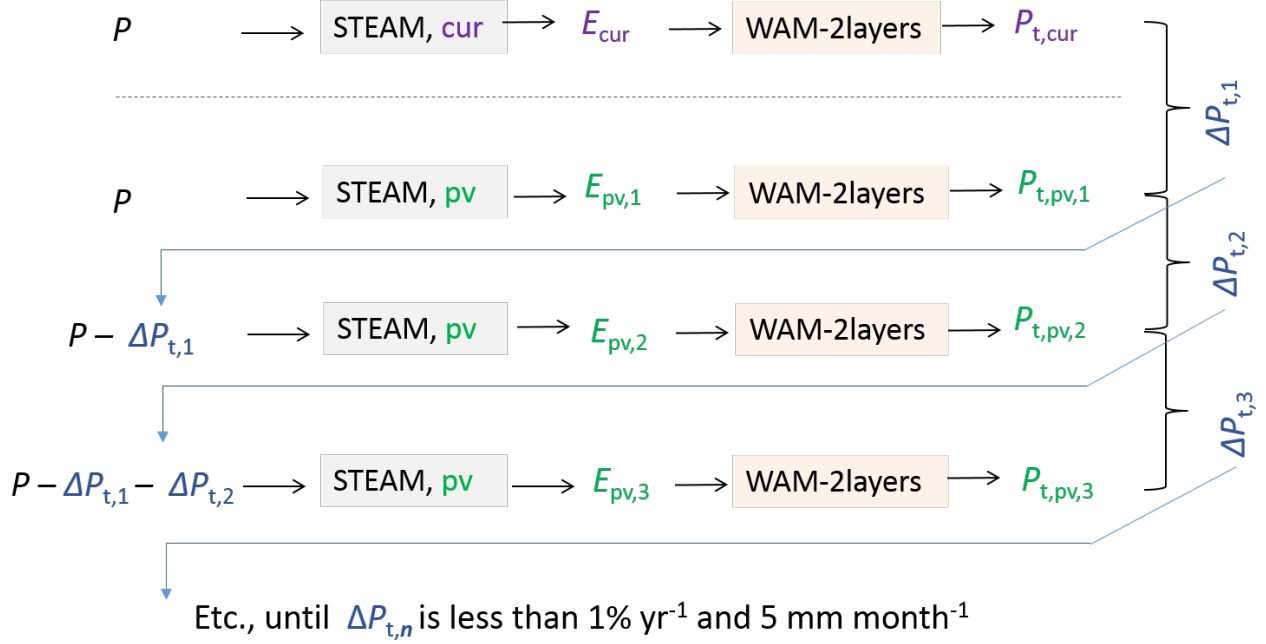 P → STEAM, cur → E_cur → WAM-2layers → P_t,cur
ΔP_t,1
P → STEAM, pv → E_pv,1 → WAM-2layers → P_t,pv,1
ΔP_t,2
P – ΔP_t,1 → STEAM, pv → E_pv,2 → WAM-2layers → P_t,pv,2
ΔP_t,3
P – ΔP_t,1 – ΔP_t,2 → STEAM, pv → E_pv,3 → WAM-2layers → P_t,pv,3
Etc., until ΔP_t,n is less than 1% yr⁻¹ and 5 mm month⁻¹